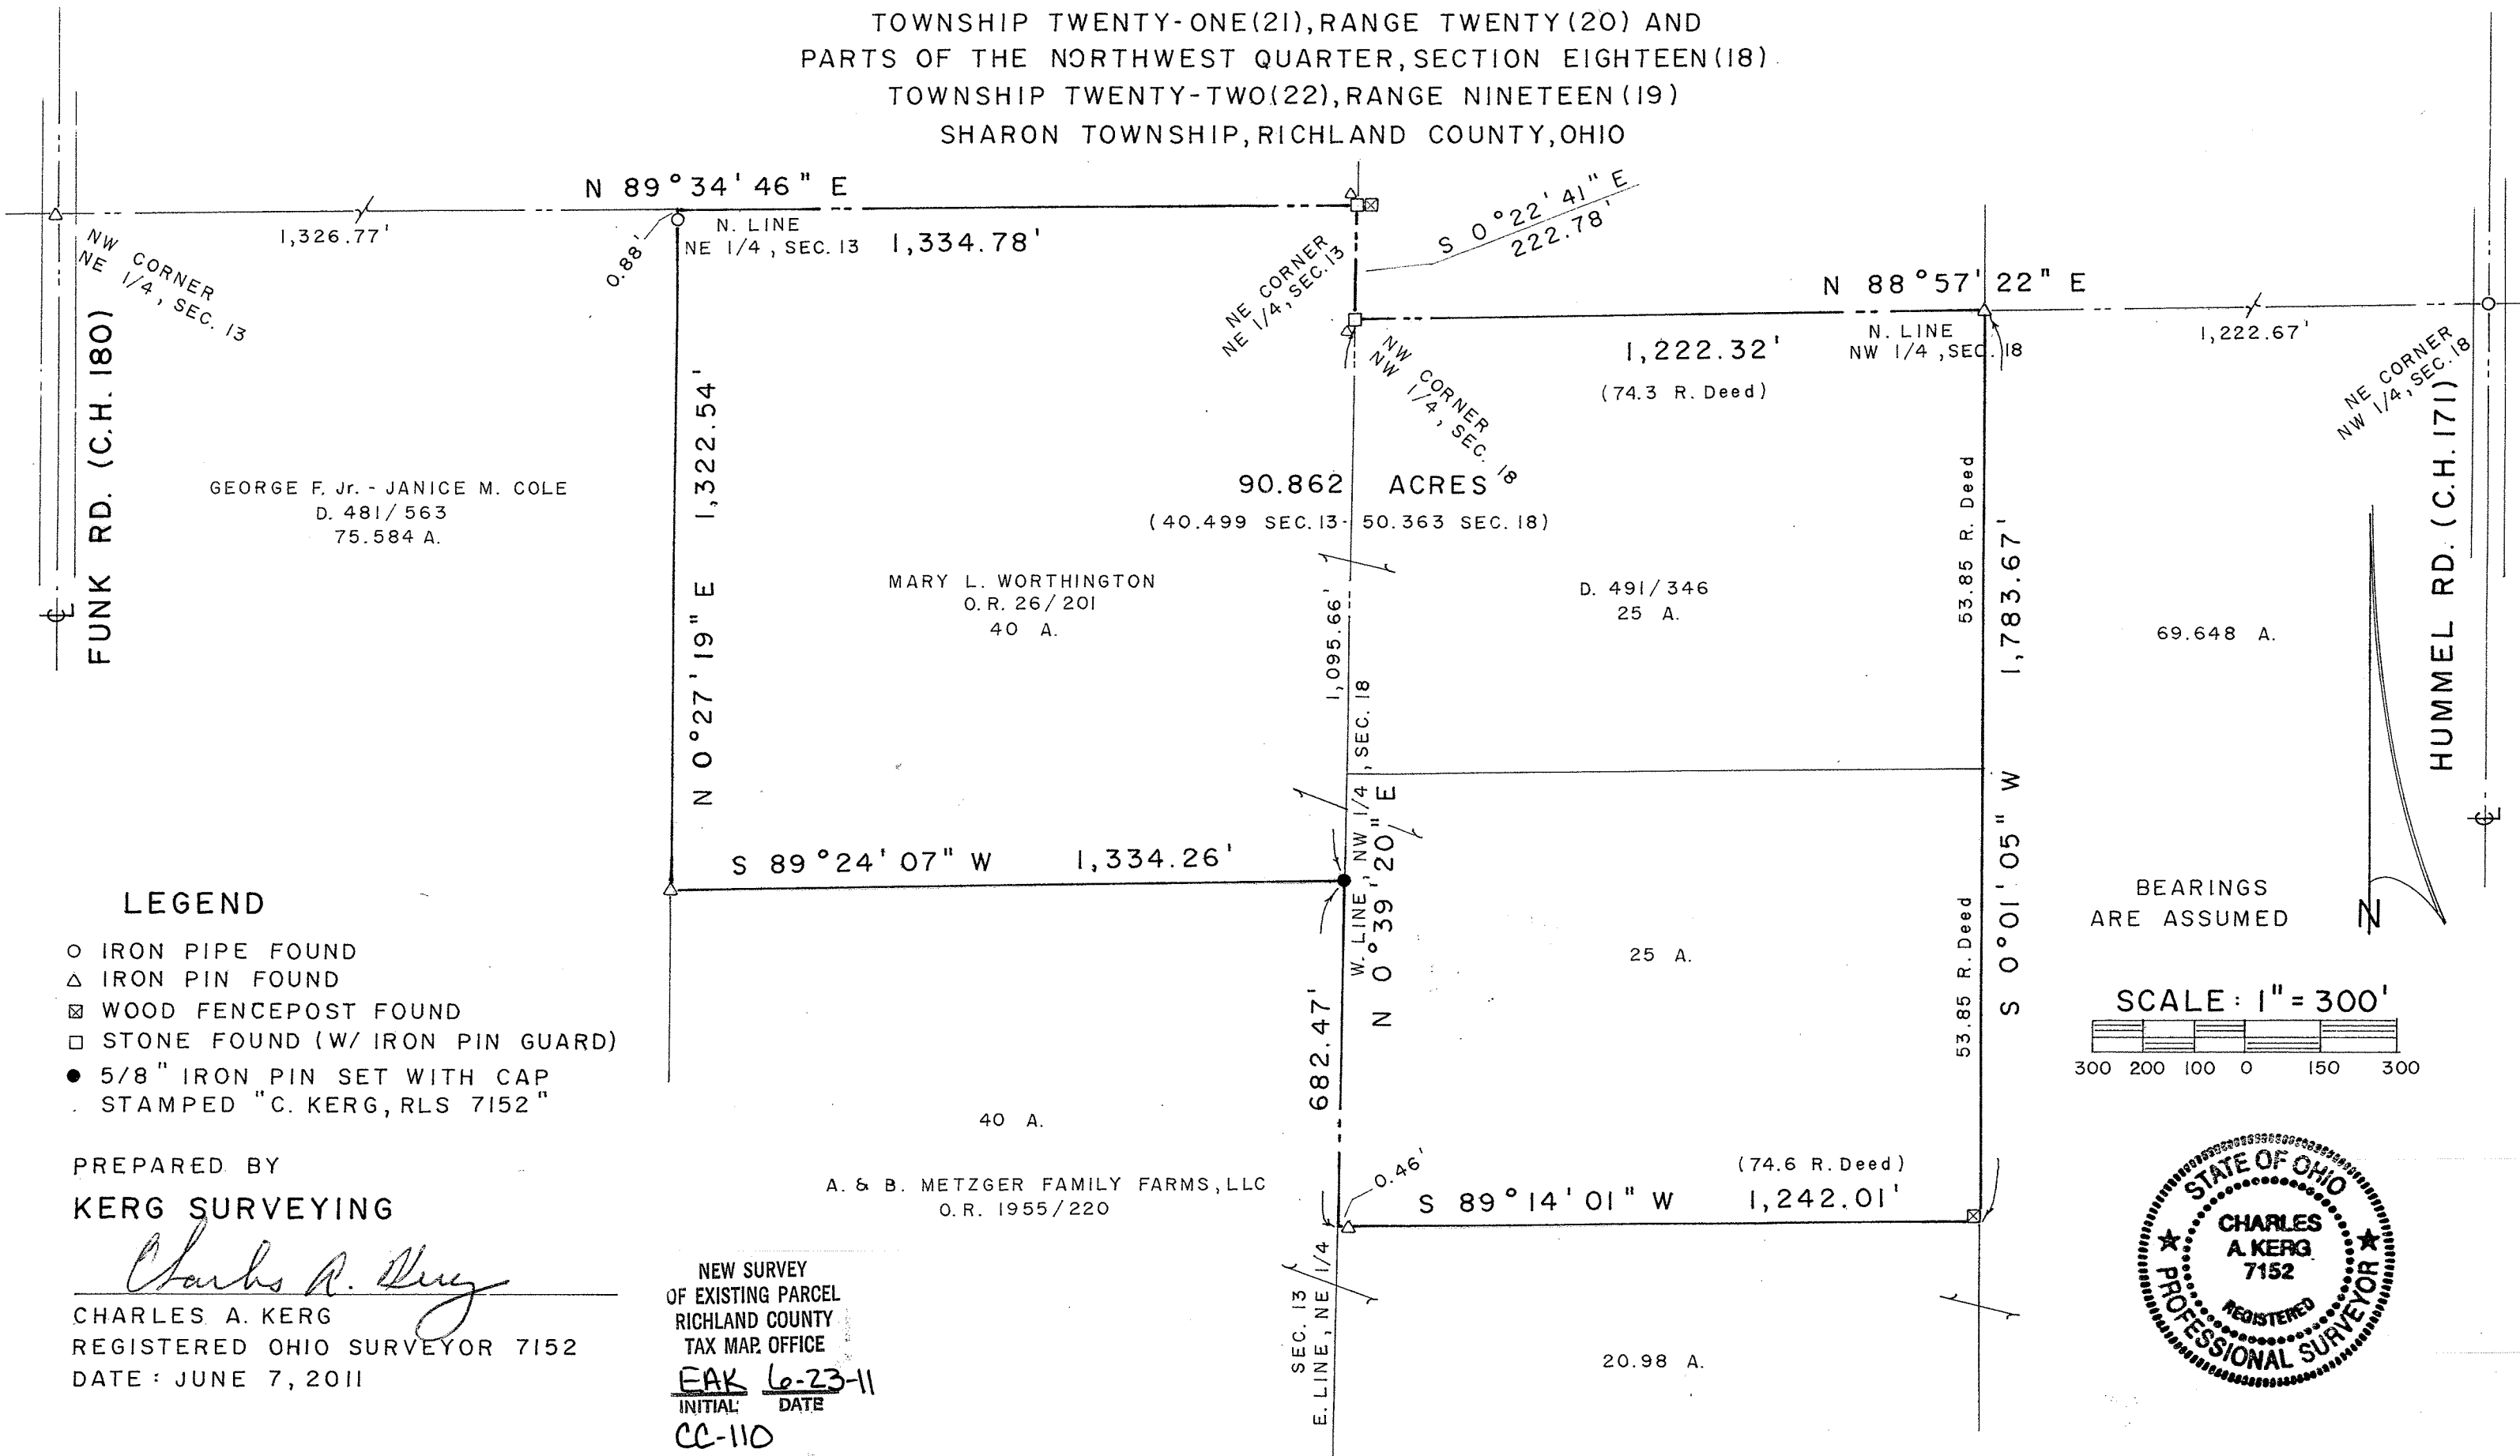 TOWNSHIP TWENTY-ONE(21), RANGE TWENTY(20) AND
PARTS OF THE NORTHWEST QUARTER, SECTION EIGHTEEN(18)
TOWNSHIP TWENTY-TWO(22), RANGE NINETEEN(19)
SHARON TOWNSHIP, RICHLAND COUNTY, OHIO
N 89°34'46" E
1,326.77'
NW CORNER
NE 1/4, SEC. 13
0.88'
N. LINE
NE 1/4, SEC. 13
1,334.78'
NE CORNER
NE 1/4, SEC. 13
S 0°22'41" E
222.78'
N 88°57'22" E
1,222.32'
(74.3 R. Deed)
N. LINE
NW 1/4, SEC. 18
1,222.67'
NE CORNER
NW 1/4, SEC. 18
NW CORNER
NW 1/4, SEC. 18
FUNK RD. (C.H. 180)
HUMMEL RD. (C.H. 171)
GEORGE F. Jr. - JANICE M. COLE
D. 481/563
75.584 A.
N 0°27'19" E 1,322.54'
90.862 ACRES
(40.499 SEC. 13 - 50.363 SEC. 18)
MARY L. WORTHINGTON
O.R. 26/201
40 A.
1,095.66'
D. 491/346
25 A.
53.85 R. Deed
S 0°01'05" W 1,783.67'
69.648 A.
W. LINE, NW 1/4, SEC. 18
N 0°39'20" E
S 89°24'07" W 1,334.26'
682.47'
25 A.
53.85 R. Deed
BEARINGS
ARE ASSUMED
N
SCALE: 1" = 300'
300 200 100 0 150 300
LEGEND
IRON PIPE FOUND
IRON PIN FOUND
WOOD FENCEPOST FOUND
STONE FOUND (W/ IRON PIN GUARD)
5/8" IRON PIN SET WITH CAP
STAMPED "C. KERG, RLS 7152"
40 A.
A. & B. METZGER FAMILY FARMS, LLC
O.R. 1955/220
0.46'
(74.6 R. Deed)
S 89°14'01" W 1,242.01'
SEC. 13
E. LINE, NE 1/4
20.98 A.
PREPARED BY
KERG SURVEYING
Charles A. Kerg
CHARLES A. KERG
REGISTERED OHIO SURVEYOR 7152
DATE: JUNE 7, 2011
NEW SURVEY
OF EXISTING PARCEL
RICHLAND COUNTY
TAX MAP OFFICE
EAK 6-23-11
INITIAL DATE
CC-110
STATE OF OHIO
CHARLES
A. KERG
7152
REGISTERED
PROFESSIONAL SURVEYOR